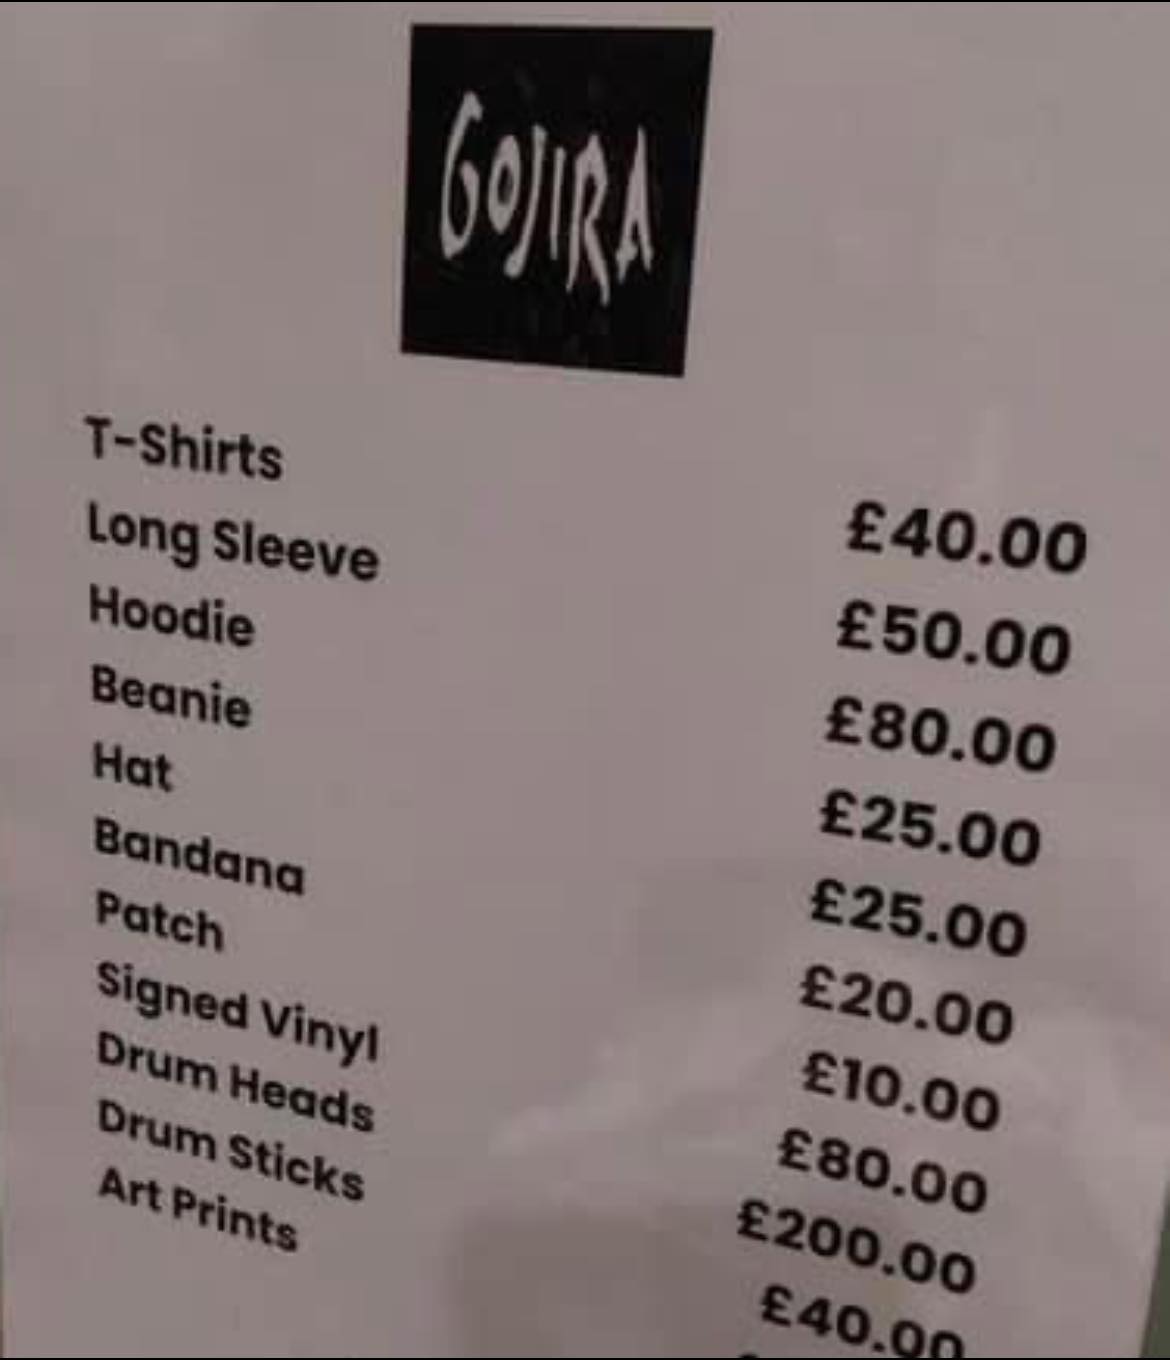 GOJIRA
T-Shirts £40.00
Long Sleeve £50.00
Hoodie £80.00
Beanie £25.00
Hat £25.00
Bandana £20.00
Patch £10.00
Signed Vinyl £80.00
Drum Heads £200.00
Drum Sticks £40.00
Art Prints